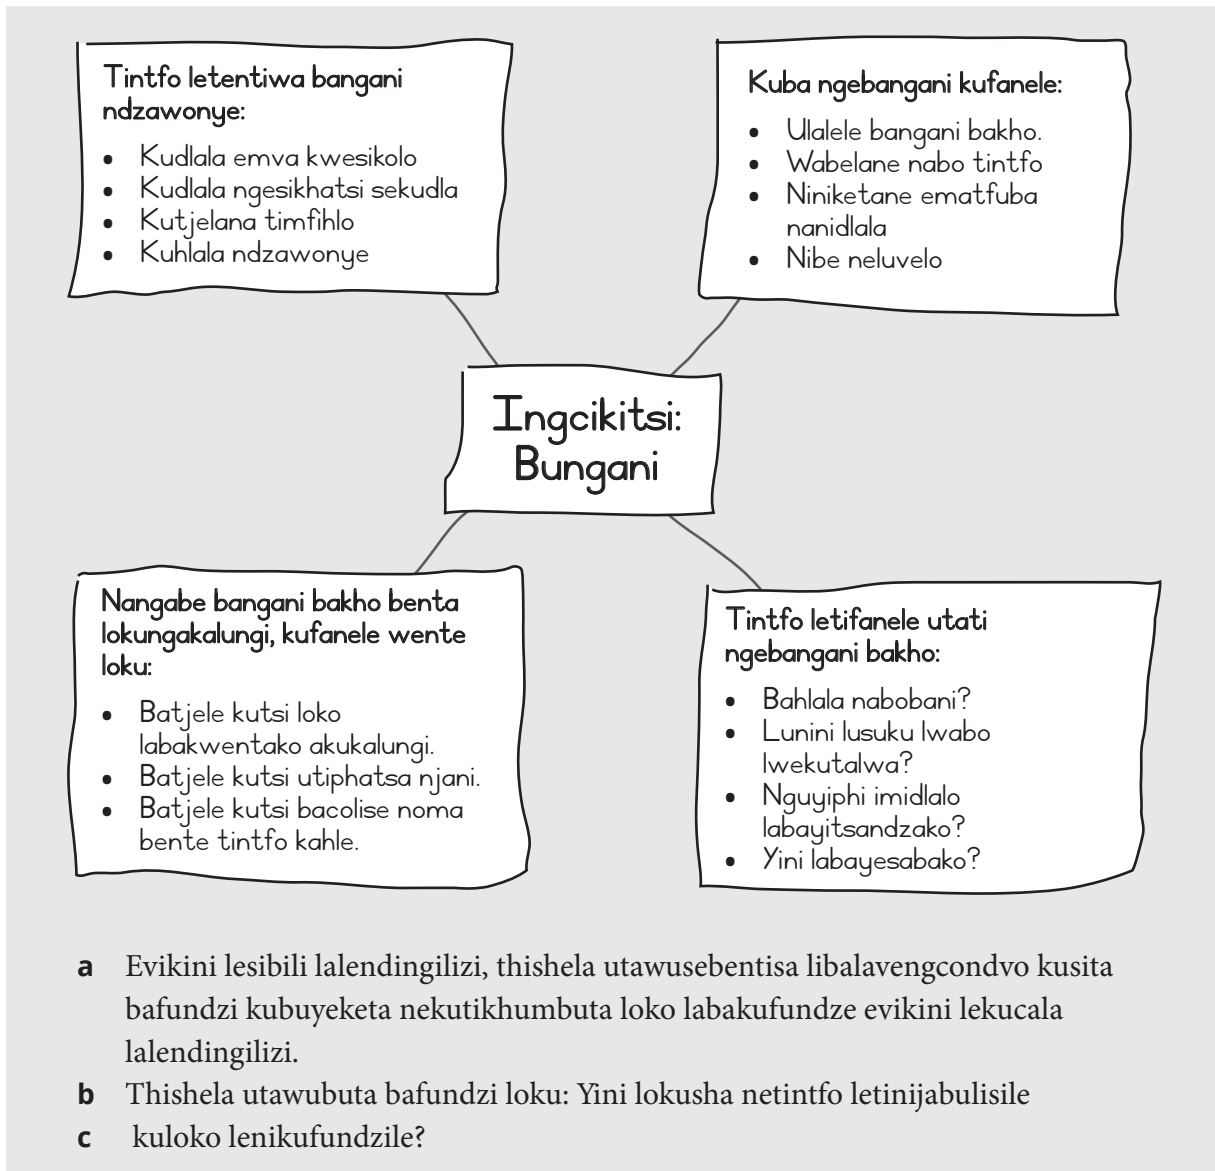 Tintfo letentiwa bangani
ndzawonye:
• Kudlala emva kwesikolo
• Kudlala ngesikhatsi sekudla
• Kutjelana timfihlo
• Kuhlala ndzawonye
Kuba ngebangani kufanele:
• Ulalele bangani bakho.
• Wabelane nabo tintfo
• Niniketane ematfuba
nanidlala
• Nibe neluvelo
Ingcikitsi:
Bungani
Nangabe bangani bakho benta
lokungakalungi, kufanele wente
loku:
• Batjele kutsi loko
labakwentako akukalungi.
• Batjele kutsi utiphatsa njani.
• Batjele kutsi bacolise noma
bente tintfo kahle.
Tintfo letifanele utati
ngebangani bakho:
• Bahlala nabobani?
• Lunini lusuku lwabo
lwekutalwa?
• Nguyiphi imidlalo
labayitsandzako?
• Yini labayesabako?
a Evikini lesibili lalendingilizi, thishela utawusebentisa libalavengcondvo kusita
bafundzi kubuyeketa nekutikhumbuta loko labakufundze evikini lekucala
lalendingilizi.
b Thishela utawubuta bafundzi loku: Yini lokusha netintfo letinijabulisile
c kuloko lenikufundzile?